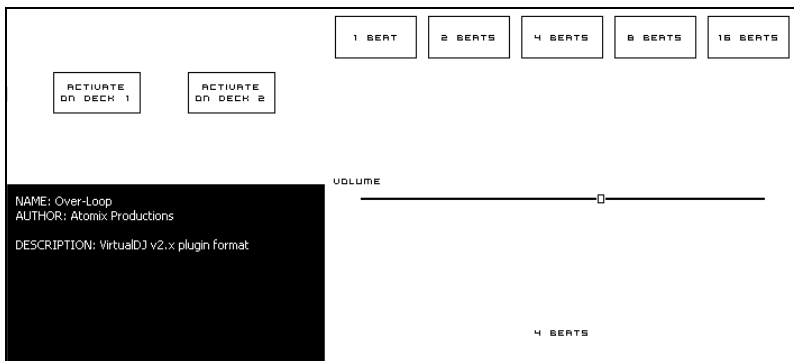 1 BEAT
2 BEATS
4 BEATS
8 BEATS
16 BEATS
ACTIVATE
ON DECK 1
ACTIVATE
ON DECK 2
VOLUME
NAME: Over-Loop
AUTHOR: Atomix Productions
DESCRIPTION: VirtualDJ v2.x plugin format
4 BEATS